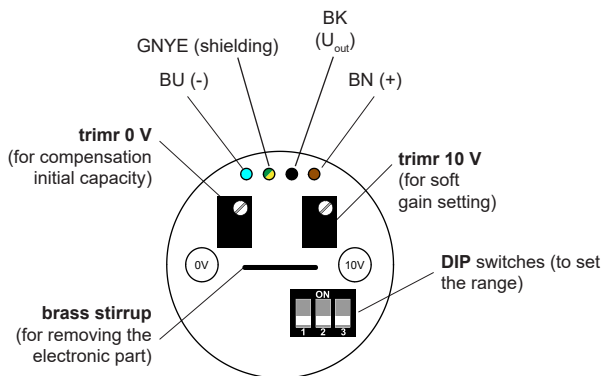 BK
(Uout)
GNYE (shielding)
BU (-)
BN (+)
trimr 0 V
(for compensation
initial capacity)
trimr 10 V
(for soft
gain setting)
0V
10V
DIP switches (to set
the range)
ON
1 2 3
brass stirrup
(for removing the
electronic part)